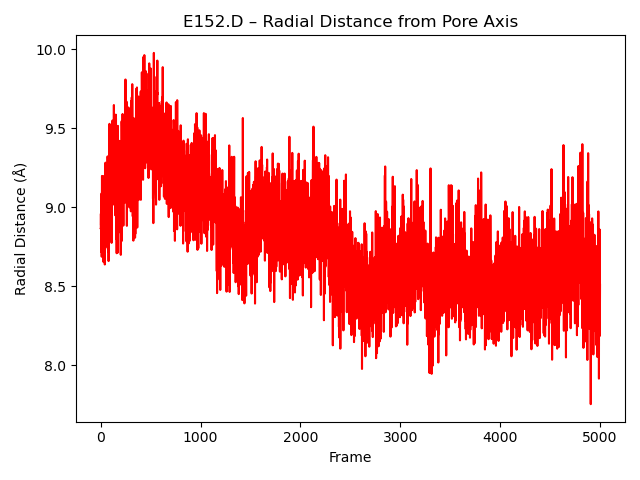 E152.D – Radial Distance from Pore Axis
10.0
9.5
9.0
8.5
8.0
Radial Distance (Å)
0 1000 2000 3000 4000 5000
Frame